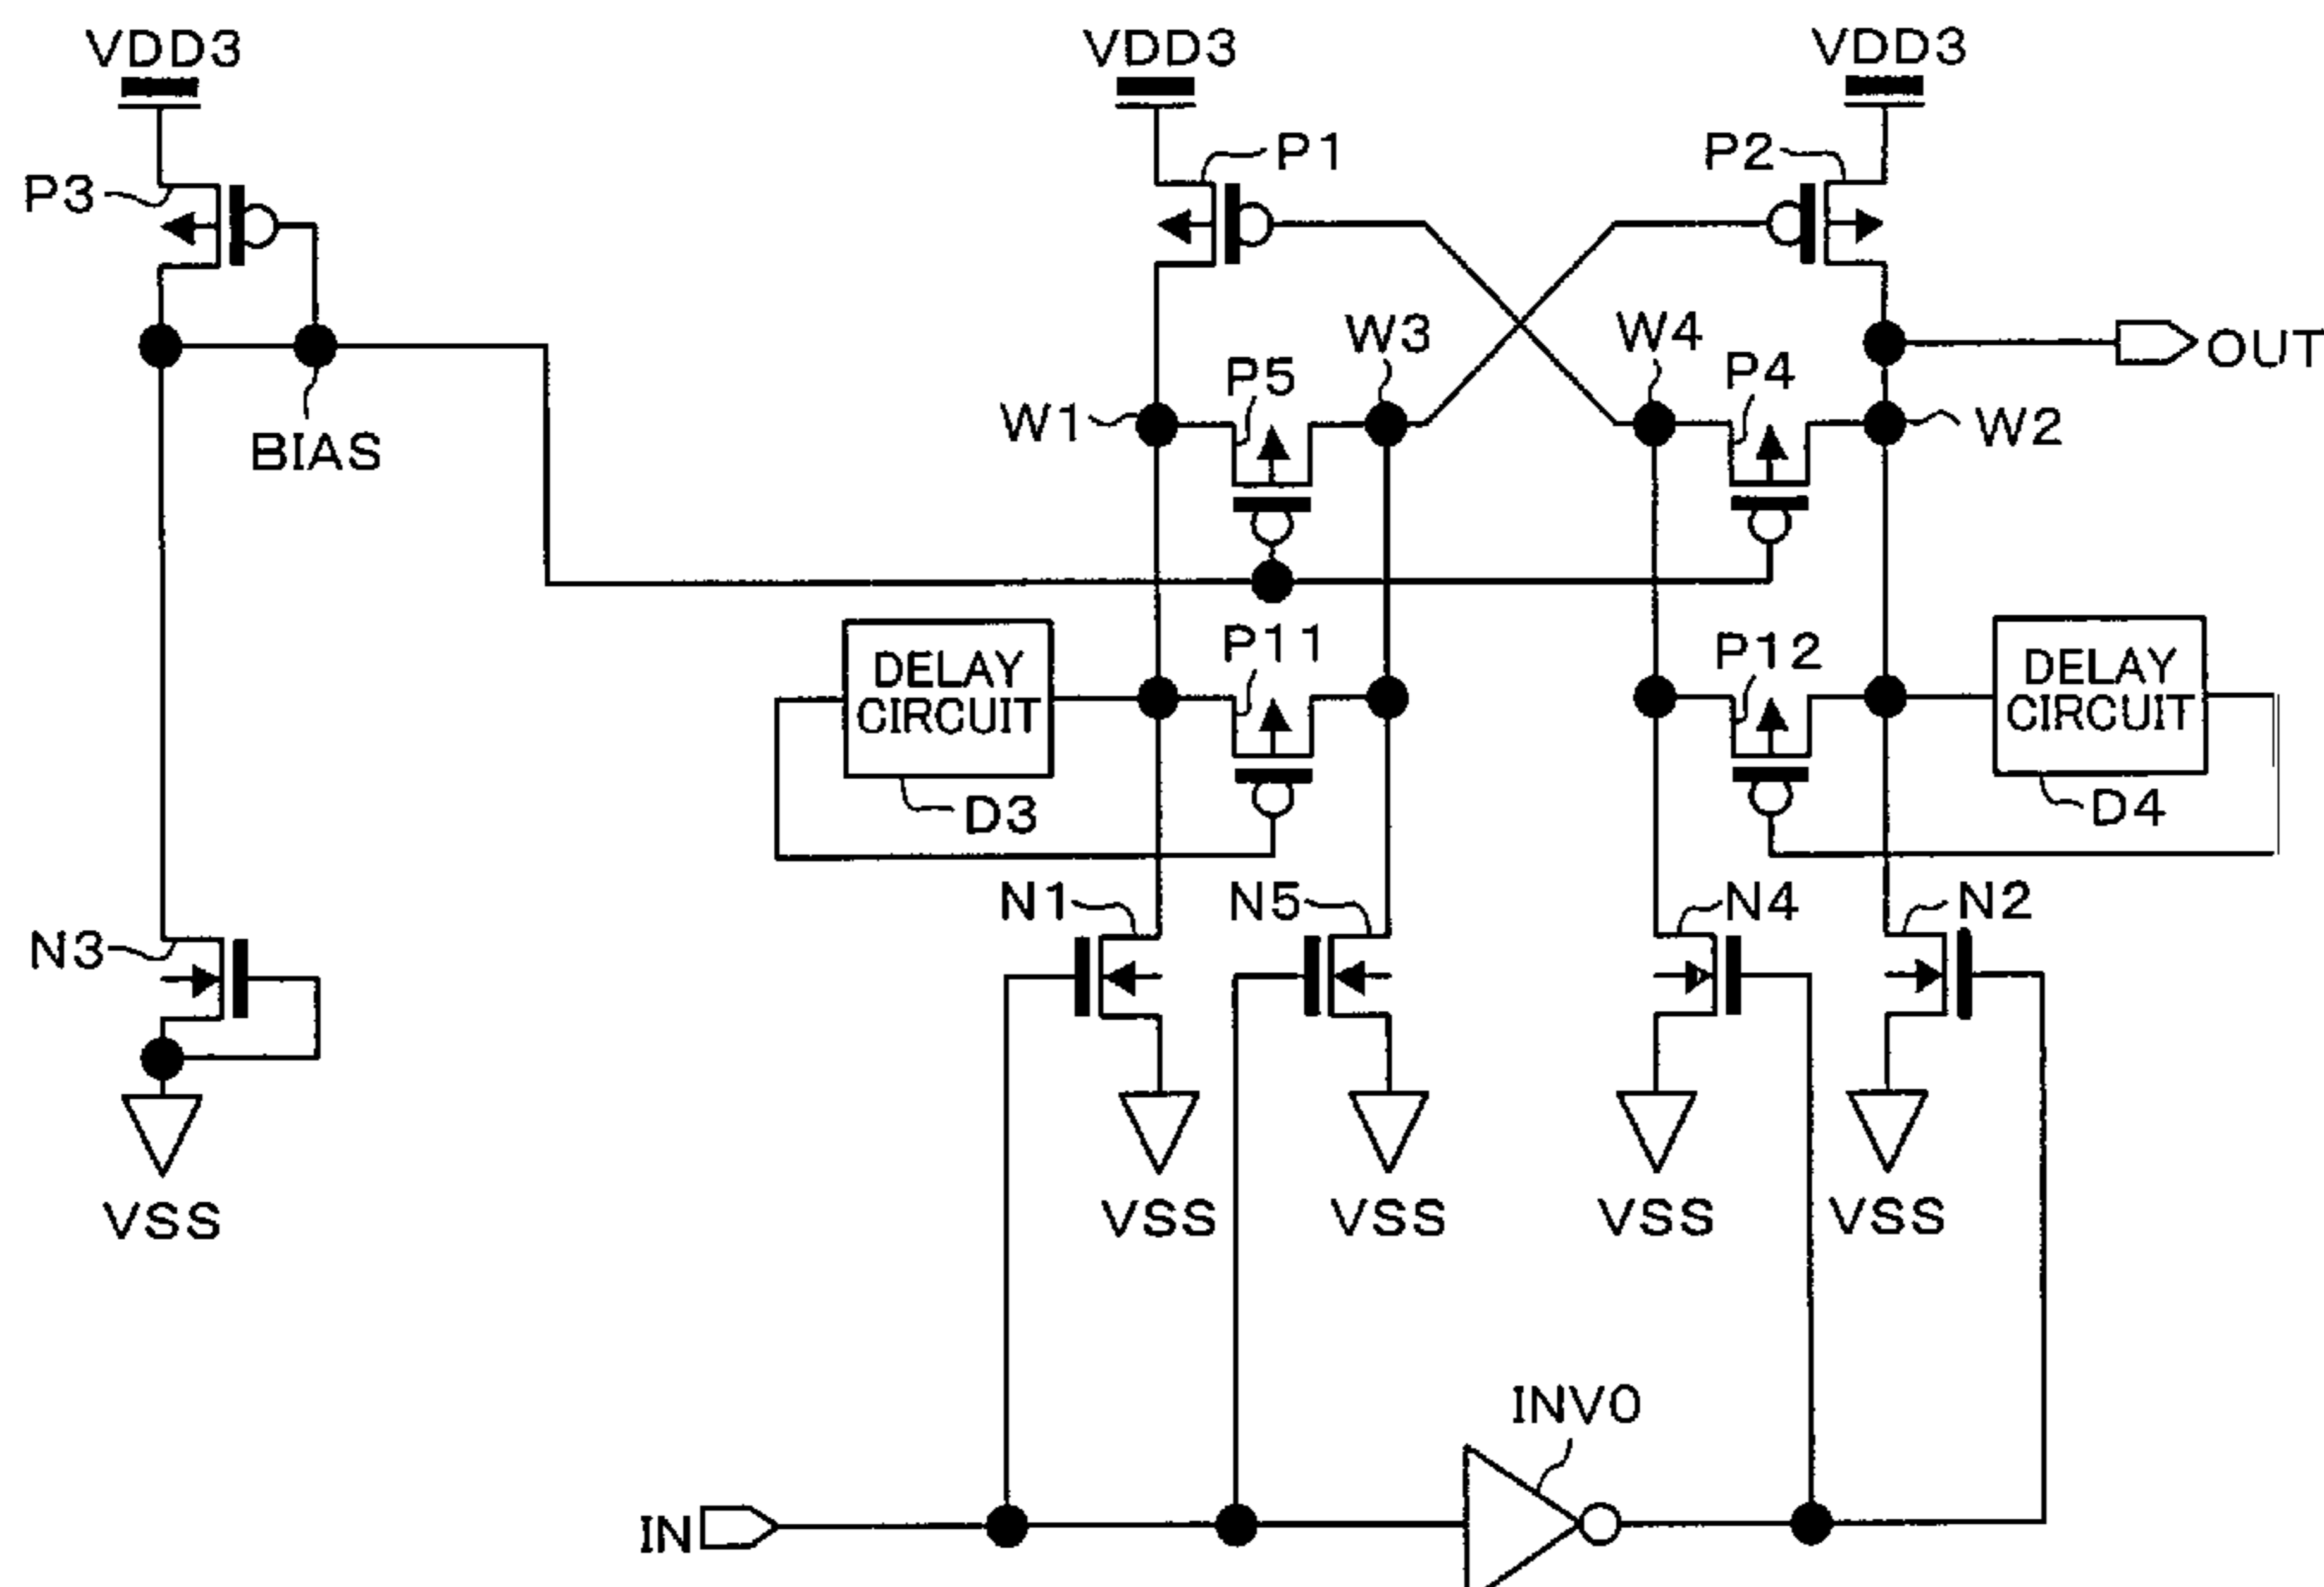 VDD3
VDD3
VDD3
P3
P1
P2
W3
W4
P5
P4
OUT
W1
W2
BIAS
DELAY
CIRCUIT
P11
P12
DELAY
CIRCUIT
D3
D4
N3
N1
N5
N4
N2
VSS
VSS
VSS
VSS
VSS
INV0
IN